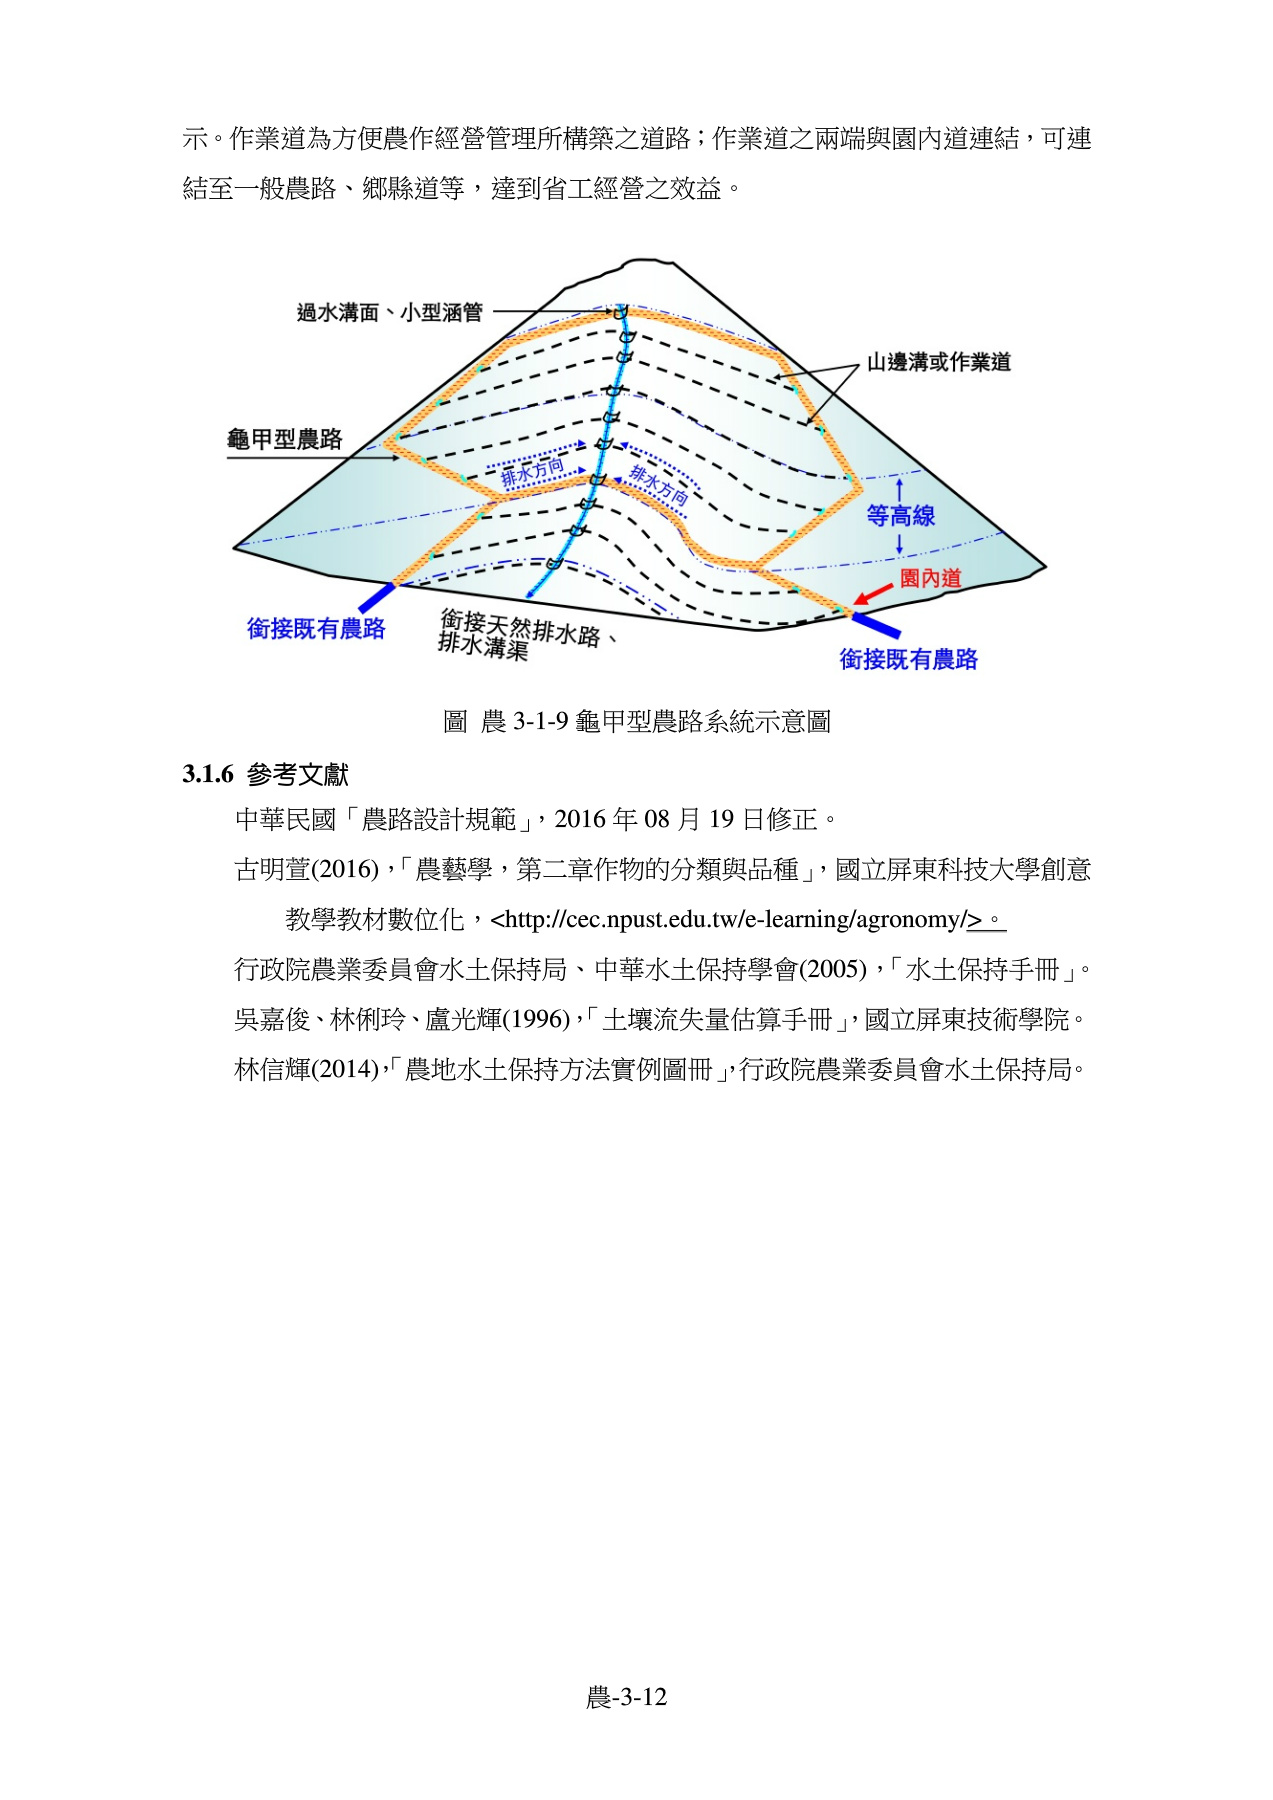 示。作業道為方便農作經營管理所構築之道路；作業道之兩端與園內道連結，可連
結至一般農路、鄉縣道等，達到省工經營之效益。
過水溝面、小型涵管
山邊溝或作業道
龜甲型農路
排水方向
排水方向
等高線
園內道
銜接既有農路
銜接天然排水路、
排水溝渠
銜接既有農路
圖 農 3-1-9 龜甲型農路系統示意圖
3.1.6 參考文獻
中華民國「農路設計規範」，2016 年 08 月 19 日修正。
古明萱(2016)，「農藝學，第二章作物的分類與品種」，國立屏東科技大學創意
教學教材數位化，<http://cec.npust.edu.tw/e-learning/agronomy/>。
行政院農業委員會水土保持局、中華水土保持學會(2005)，「水土保持手冊」。
吳嘉俊、林俐玲、盧光輝(1996)，「土壤流失量估算手冊」，國立屏東技術學院。
林信輝(2014)，「農地水土保持方法實例圖冊」，行政院農業委員會水土保持局。
農-3-12